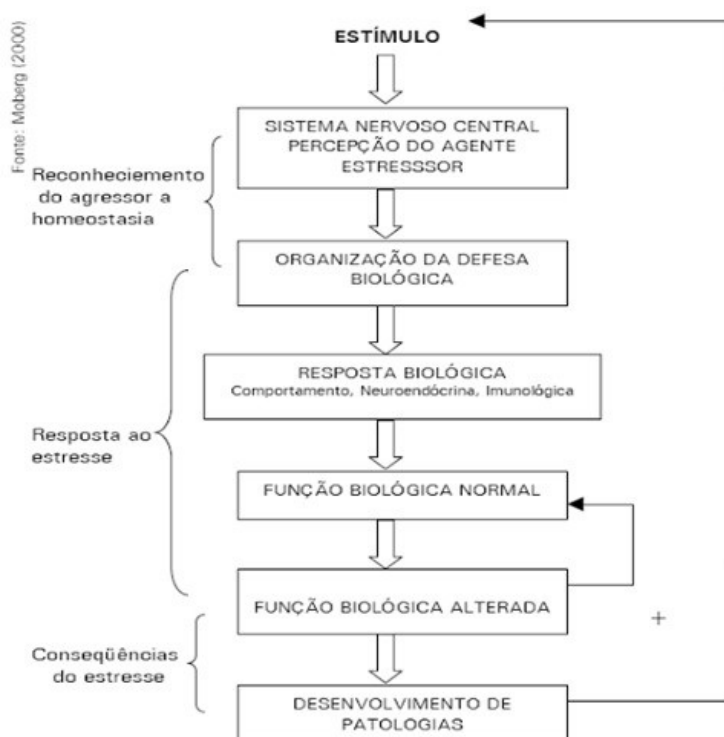 Fonte: Moberg (2000)
ESTÍMULO
SISTEMA NERVOSO CENTRAL
PERCEPÇÃO DO AGENTE
ESTRESSSOR
Reconheciemento
do agressor a
homeostasia
ORGANIZAÇÃO DA DEFESA
BIOLÓGICA
RESPOSTA BIOLÓGICA
Comportamento, Neuroendócrina, Imunológica
Resposta ao
estresse
FUNÇÃO BIOLÓGICA NORMAL
FUNÇÃO BIOLÓGICA ALTERADA
+
Conseqüências
do estresse
DESENVOLVIMENTO DE
PATOLOGIAS